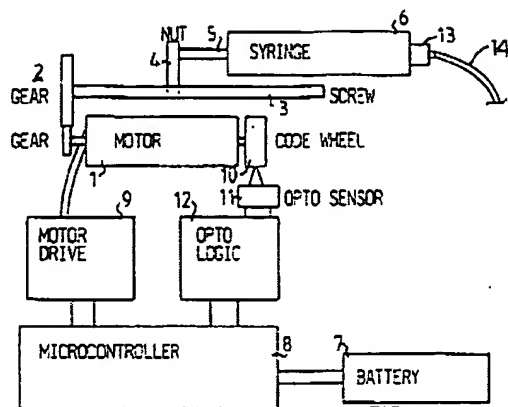 NUT
5
6
13
4
SYRINGE
14
2
GEAR
3
SCREW
GEAR
MOTOR
CODE WHEEL
1
10
11
OPTO SENSOR
9
12
MOTOR
DRIVE
OPTO
LOGIC
MICROCONTROLLER
8
7
BATTERY